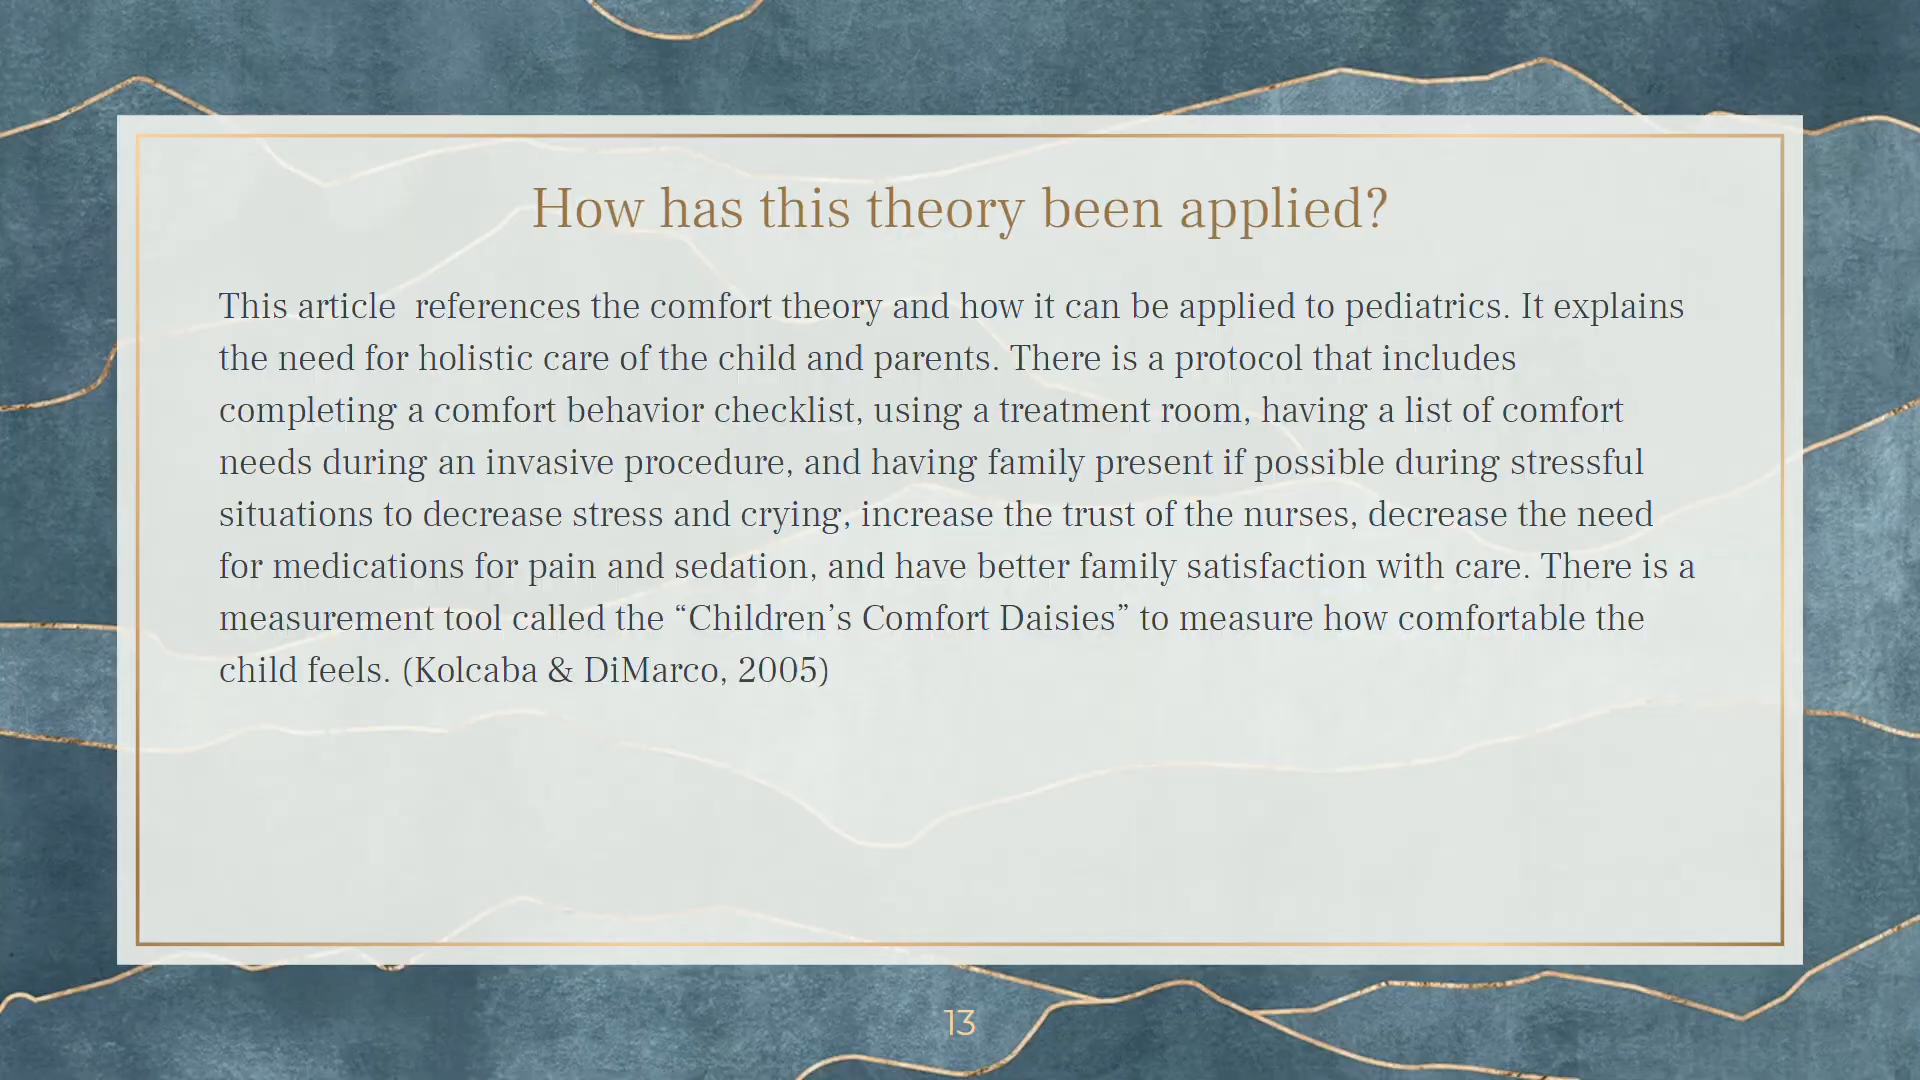 How has this theory been applied?
This article  references the comfort theory and how it can be applied to pediatrics. It explains
the need for holistic care of the child and parents. There is a protocol that includes
completing a comfort behavior checklist, using a treatment room, having a list of comfort
needs during an invasive procedure, and having family present if possible during stressful
situations to decrease stress and crying, increase the trust of the nurses, decrease the need
for medications for pain and sedation, and have better family satisfaction with care. There is a
measurement tool called the “Children’s Comfort Daisies” to measure how comfortable the
child feels. (Kolcaba & DiMarco, 2005)
13